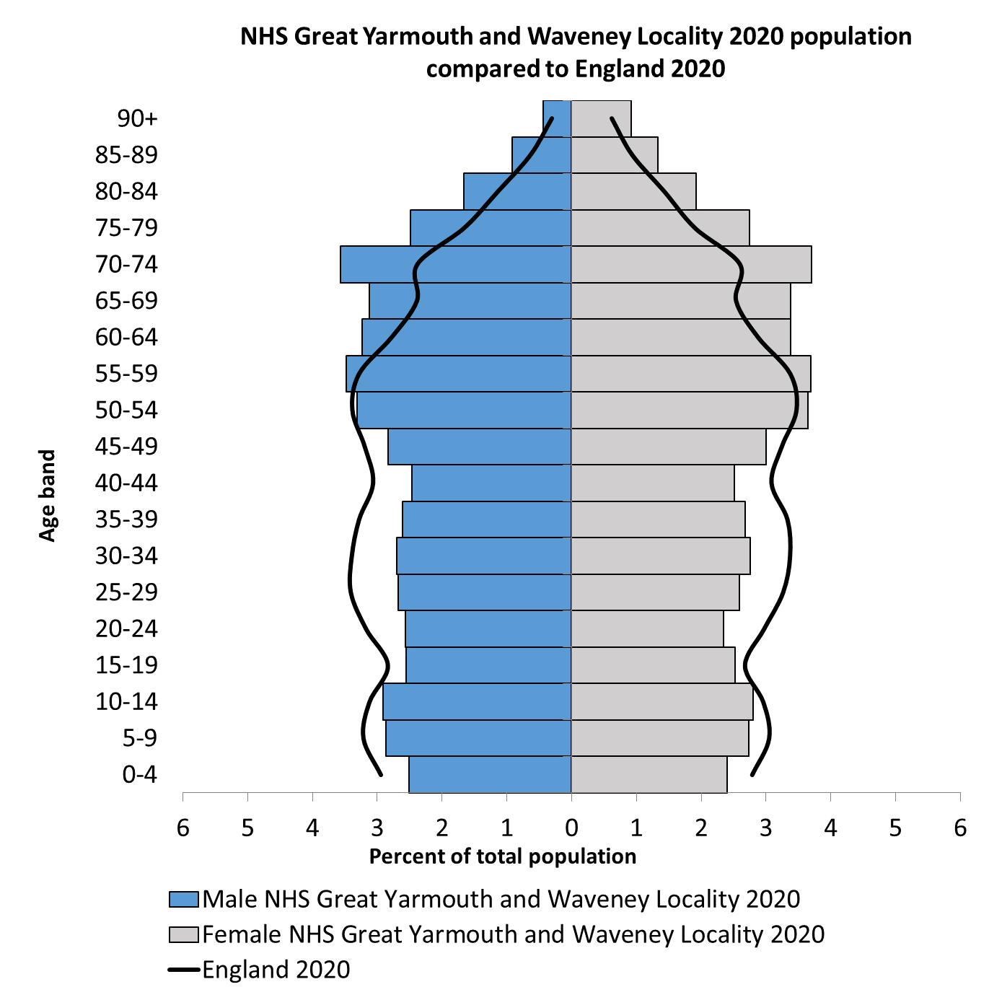 NHS Great Yarmouth and Waveney Locality 2020 population
compared to England 2020
90+
85-89
80-84
75-79
70-74
65-69
60-64
55-59
50-54
45-49
40-44
35-39
30-34
25-29
20-24
15-19
10-14
5-9
0-4
Age band
6 5 4 3 2 1 0 1 2 3 4 5 6
Percent of total population
Male NHS Great Yarmouth and Waveney Locality 2020
Female NHS Great Yarmouth and Waveney Locality 2020
England 2020